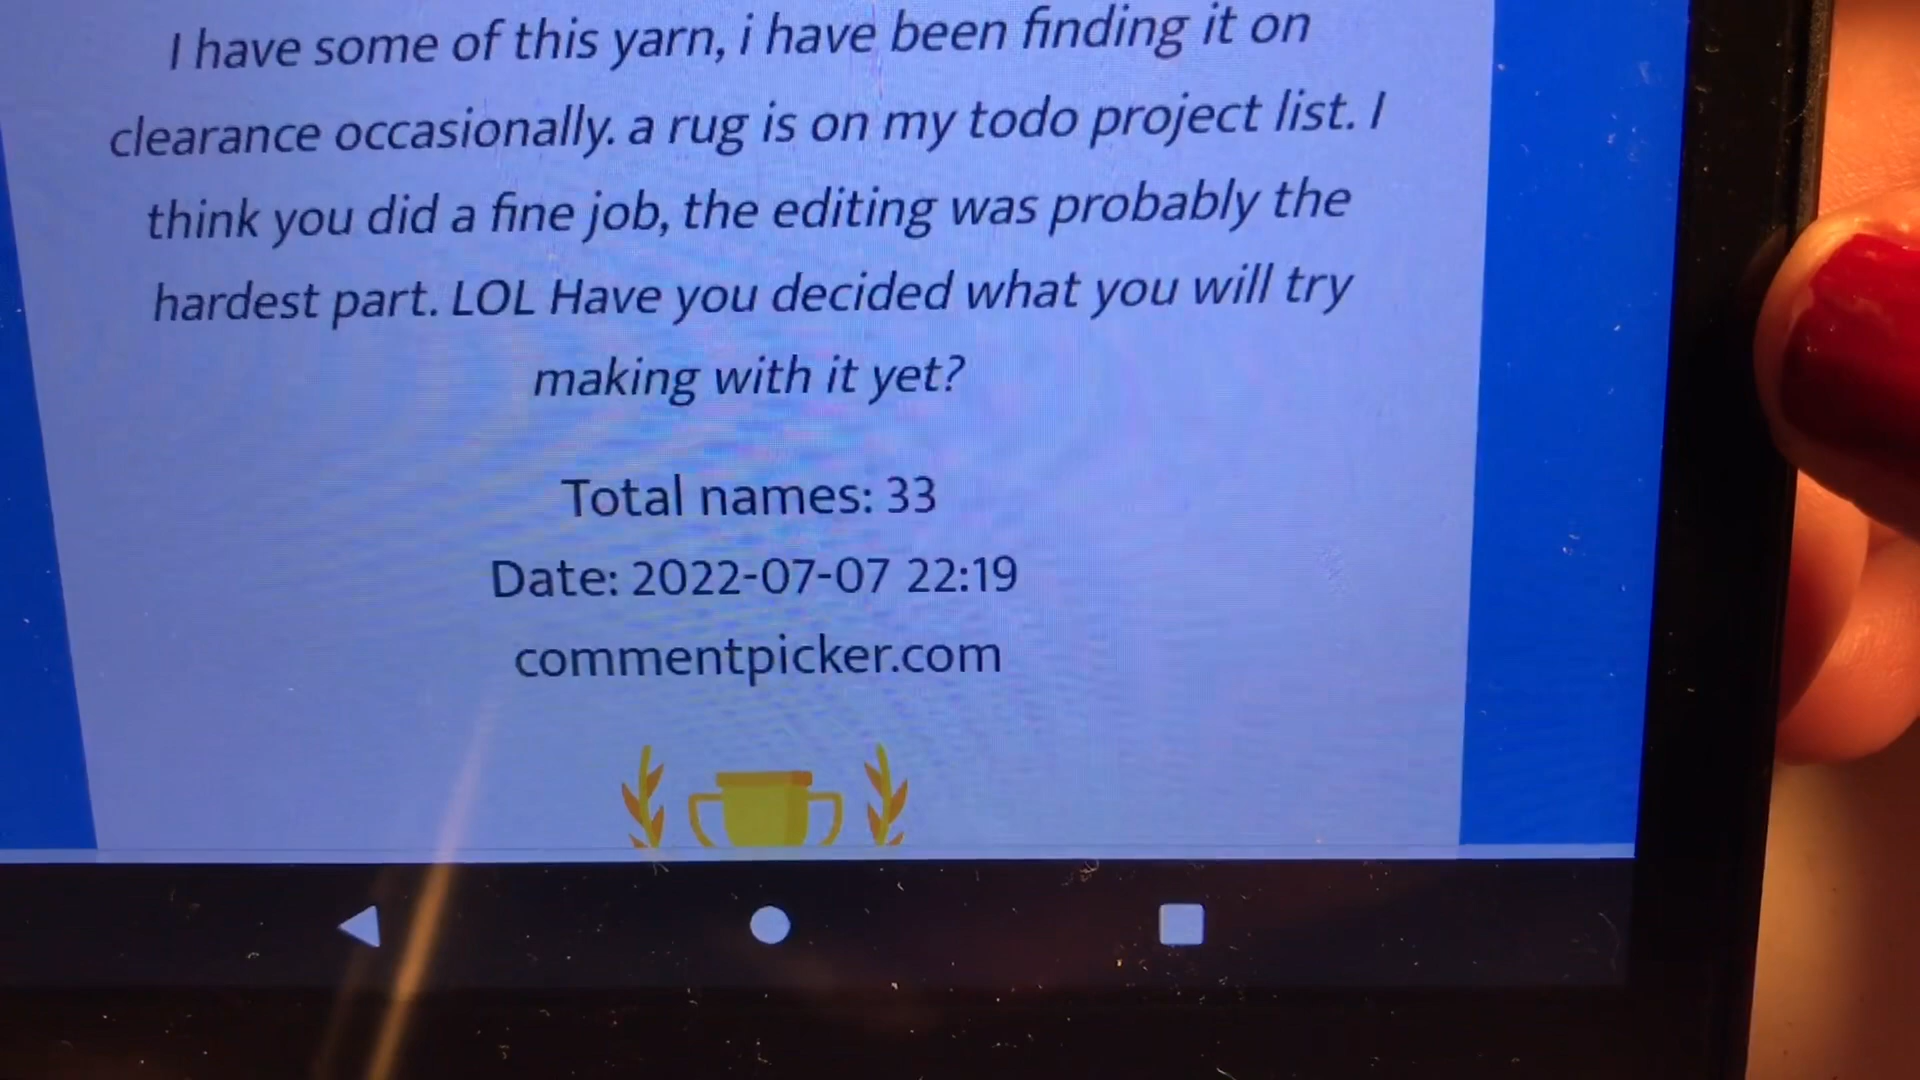 I have some of this yarn, i have been finding it on
clearance occasionally. a rug is on my todo project list. I
think you did a fine job, the editing was probably the
hardest part. LOL Have you decided what you will try
making with it yet?
Total names: 33
Date: 2022-07-07 22:19
commentpicker.com